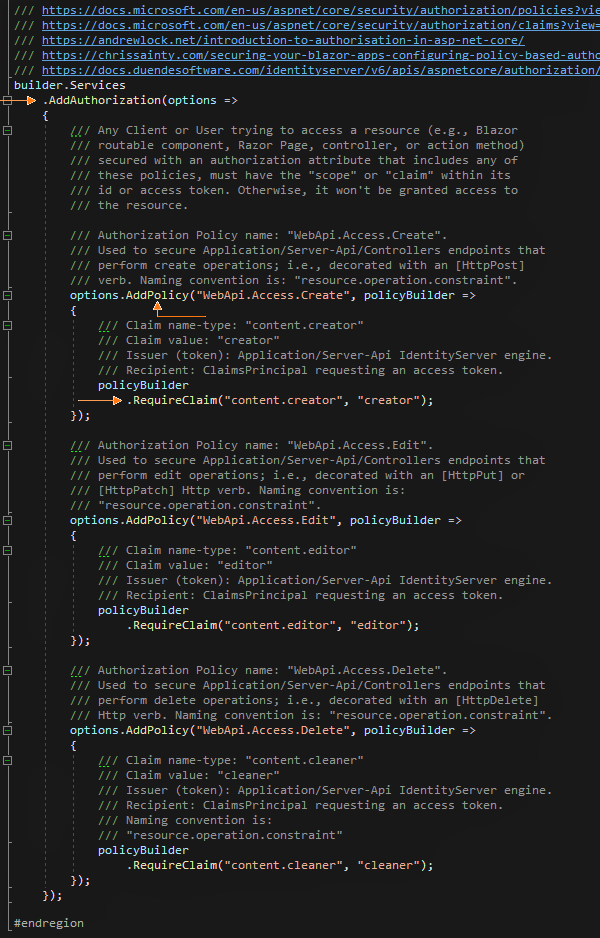 /// https://docs.microsoft.com/en-us/aspnet/core/security/authorization/policies?vie
/// https://docs.microsoft.com/en-us/aspnet/core/security/authorization/claims?view=
/// https://andrewlock.net/introduction-to-authorisation-in-asp-net-core/
/// https://chrissainty.com/securing-your-blazor-apps-configuring-policy-based-autho
/// https://docs.duendesoftware.com/identityserver/v6/apis/aspnetcore/authorization/
builder.Services
.AddAuthorization(options =>
{
/// Any Client or User trying to access a resource (e.g., Blazor
/// routable component, Razor Page, controller, or action method)
/// secured with an authorization attribute that includes any of
/// these policies, must have the "scope" or "claim" within its
/// id or access token. Otherwise, it won't be granted access to
/// the resource.
/// Authorization Policy name: "WebApi.Access.Create".
/// Used to secure Application/Server-Api/Controllers endpoints that
/// perform create operations; i.e., decorated with an [HttpPost]
/// verb. Naming convention is: "resource.operation.constraint".
options.AddPolicy("WebApi.Access.Create", policyBuilder =>
{
/// Claim name-type: "content.creator"
/// Claim value: "creator"
/// Issuer (token): Application/Server-Api IdentityServer engine.
/// Recipient: ClaimsPrincipal requesting an access token.
policyBuilder
.RequireClaim("content.creator", "creator");
});
/// Authorization Policy name: "WebApi.Access.Edit".
/// Used to secure Application/Server-Api/Controllers endpoints that
/// perform edit operations; i.e., decorated with an [HttpPut] or
/// [HttpPatch] Http verb. Naming convention is:
/// "resource.operation.constraint".
options.AddPolicy("WebApi.Access.Edit", policyBuilder =>
{
/// Claim name-type: "content.editor"
/// Claim value: "editor"
/// Issuer (token): Application/Server-Api IdentityServer engine.
/// Recipient: ClaimsPrincipal requesting an access token.
policyBuilder
.RequireClaim("content.editor", "editor");
});
/// Authorization Policy name: "WebApi.Access.Delete".
/// Used to secure Application/Server-Api/Controllers endpoints that
/// perform delete operations; i.e., decorated with an [HttpDelete]
/// Http verb. Naming convention is: "resource.operation.constraint".
options.AddPolicy("WebApi.Access.Delete", policyBuilder =>
{
/// Claim name-type: "content.cleaner"
/// Claim value: "cleaner"
/// Issuer (token): Application/Server-Api IdentityServer engine.
/// Recipient: ClaimsPrincipal requesting an access token.
/// Naming convention is:
/// "resource.operation.constraint"
policyBuilder
.RequireClaim("content.cleaner", "cleaner");
});
});
#endregion